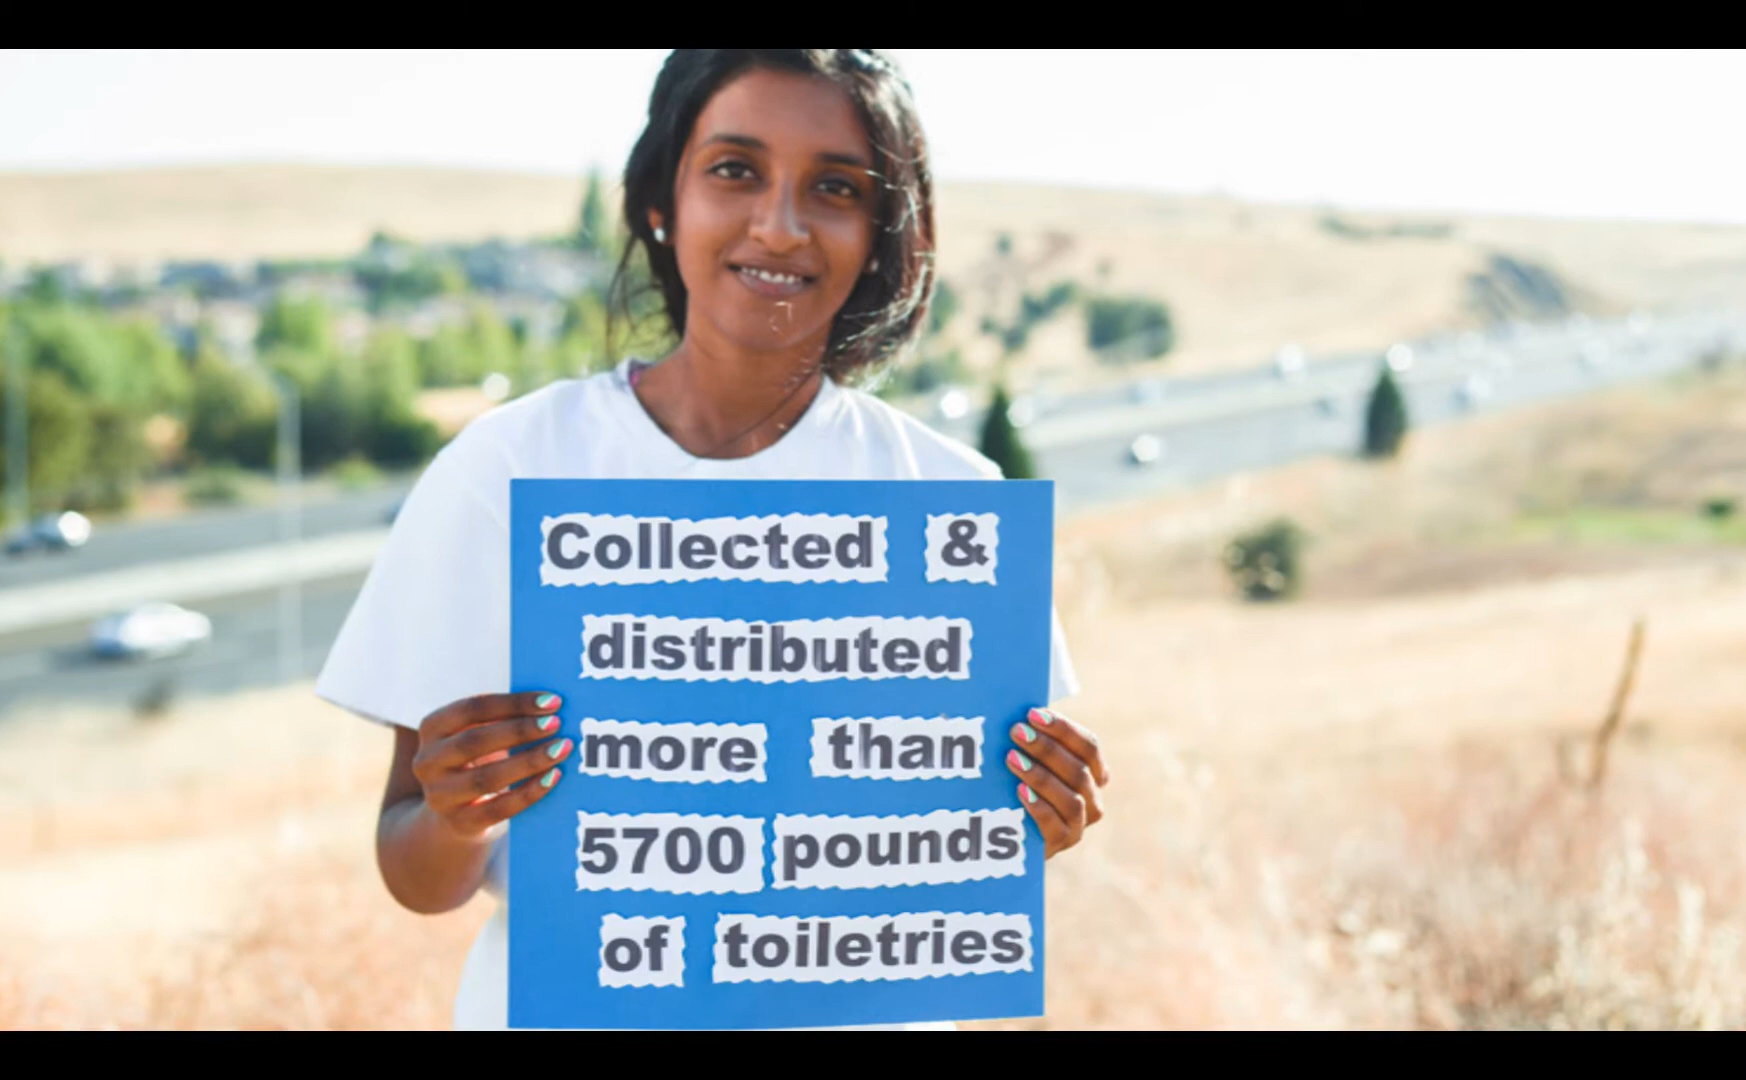 Collected &
distributed
more than
5700 pounds
of toiletries